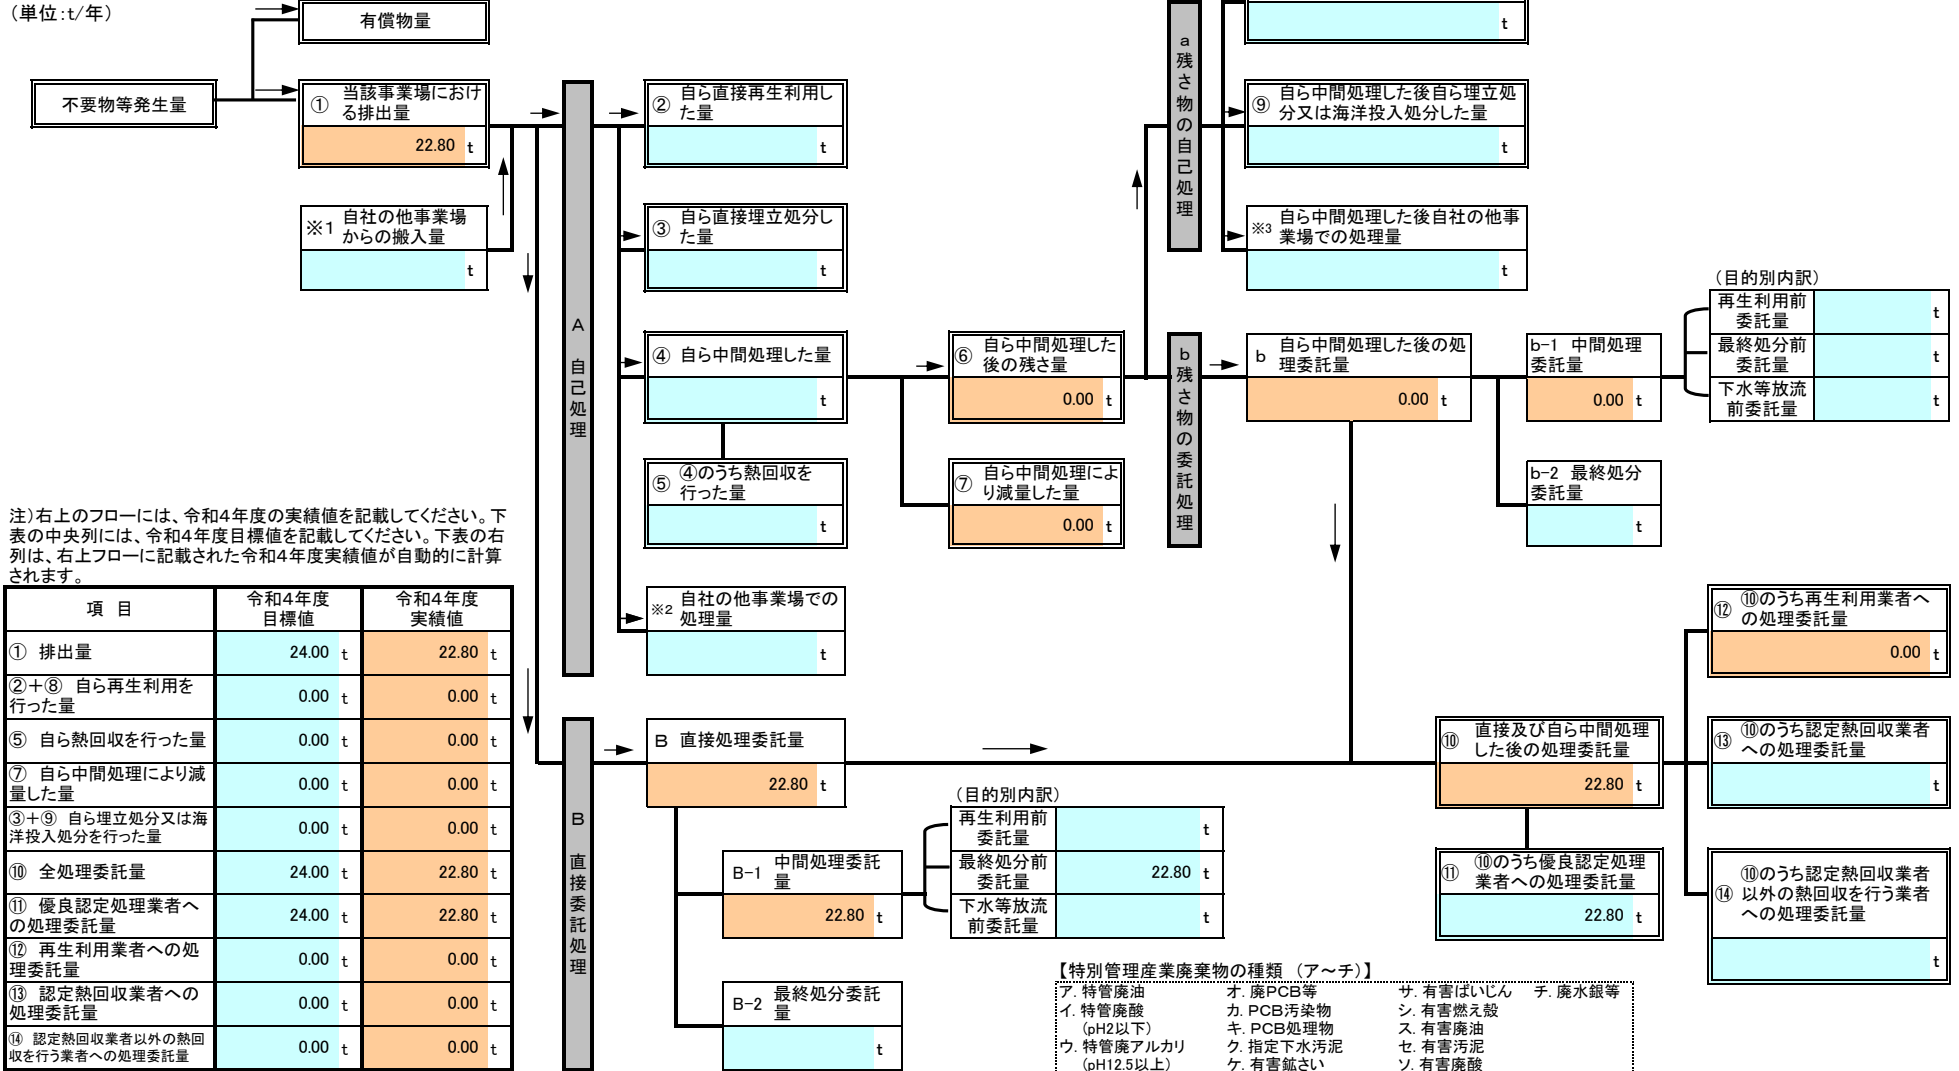 （単位:t/年）
有償物量
t
不要物等発生量
① 当該事業場におけ
る排出量
22.80 t
※1 自社の他事業場
からの搬入量
t
A 自己処理
② 自ら直接再生利用し
た量
t
③ 自ら直接埋立処分し
た量
t
④ 自ら中間処理した量
t
⑤ ④のうち熱回収を
行った量
t
※2 自社の他事業場での
処理量
t
⑥ 自ら中間処理した
後の残さ量
0.00 t
⑦ 自ら中間処理によ
り減量した量
0.00 t
a 残さ物の自己処理
⑨ 自ら中間処理した後自ら埋立処
分又は海洋投入処分した量
t
※3 自ら中間処理した後自社の他事
業場での処理量
t
b 残さ物の委託処理
b 自ら中間処理した後の処
理委託量
0.00 t
b-1 中間処理
委託量
0.00 t
b-2 最終処分
委託量
t
（目的別内訳）
再生利用前
委託量 t
最終処分前
委託量 t
下水等放流
前委託量 t
注）右上のフローには、令和4年度の実績値を記載してください。下
表の中央列には、令和4年度目標値を記載してください。下表の右
列は、右上フローに記載された令和4年度実績値が自動的に計算
されます。
項 目 令和4年度
目標値 令和4年度
実績値
① 排出量 24.00 t 22.80 t
②＋⑧ 自ら再生利用を
行った量 0.00 t 0.00 t
⑤ 自ら熱回収を行った量 0.00 t 0.00 t
⑦ 自ら中間処理により減
量した量 0.00 t 0.00 t
③＋⑨ 自ら埋立処分又は海
洋投入処分を行った量 0.00 t 0.00 t
⑩ 全処理委託量 24.00 t 22.80 t
⑪ 優良認定処理業者へ
の処理委託量 24.00 t 22.80 t
⑫ 再生利用業者への処
理委託量 0.00 t 0.00 t
⑬ 認定熱回収業者への
処理委託量 0.00 t 0.00 t
⑭ 認定熱回収業者以外の熱回
収を行う業者への処理委託量 0.00 t 0.00 t
B 直接委託処理
B 直接処理委託量
22.80 t
B-1 中間処理委託
量
22.80 t
B-2 最終処分委託
量
t
（目的別内訳）
再生利用前
委託量 t
最終処分前
委託量 22.80 t
下水等放流
前委託量 t
⑩ 直接及び自ら中間処理
した後の処理委託量
22.80 t
⑪ ⑩のうち優良認定処理
業者への処理委託量
22.80 t
⑫ ⑩のうち再生利用業者へ
の処理委託量
0.00 t
⑬ ⑩のうち認定熱回収業者
への処理委託量
t
⑭ ⑩のうち認定熱回収業者
以外の熱回収を行う業者
への処理委託量
t
【特別管理産業廃棄物の種類 （ア～チ）】
ア. 特管廃油 オ. 廃PCB等 サ. 有害ばいじん チ. 廃水銀等
イ. 特管廃酸 カ. PCB汚染物 シ. 有害燃え殻
（pH2以下） キ. PCB処理物 ス. 有害廃油
ウ. 特管廃アルカリ ク. 指定下水汚泥 セ. 有害汚泥
（pH12.5以上） ケ. 有害鉱さい ソ. 有害廃酸